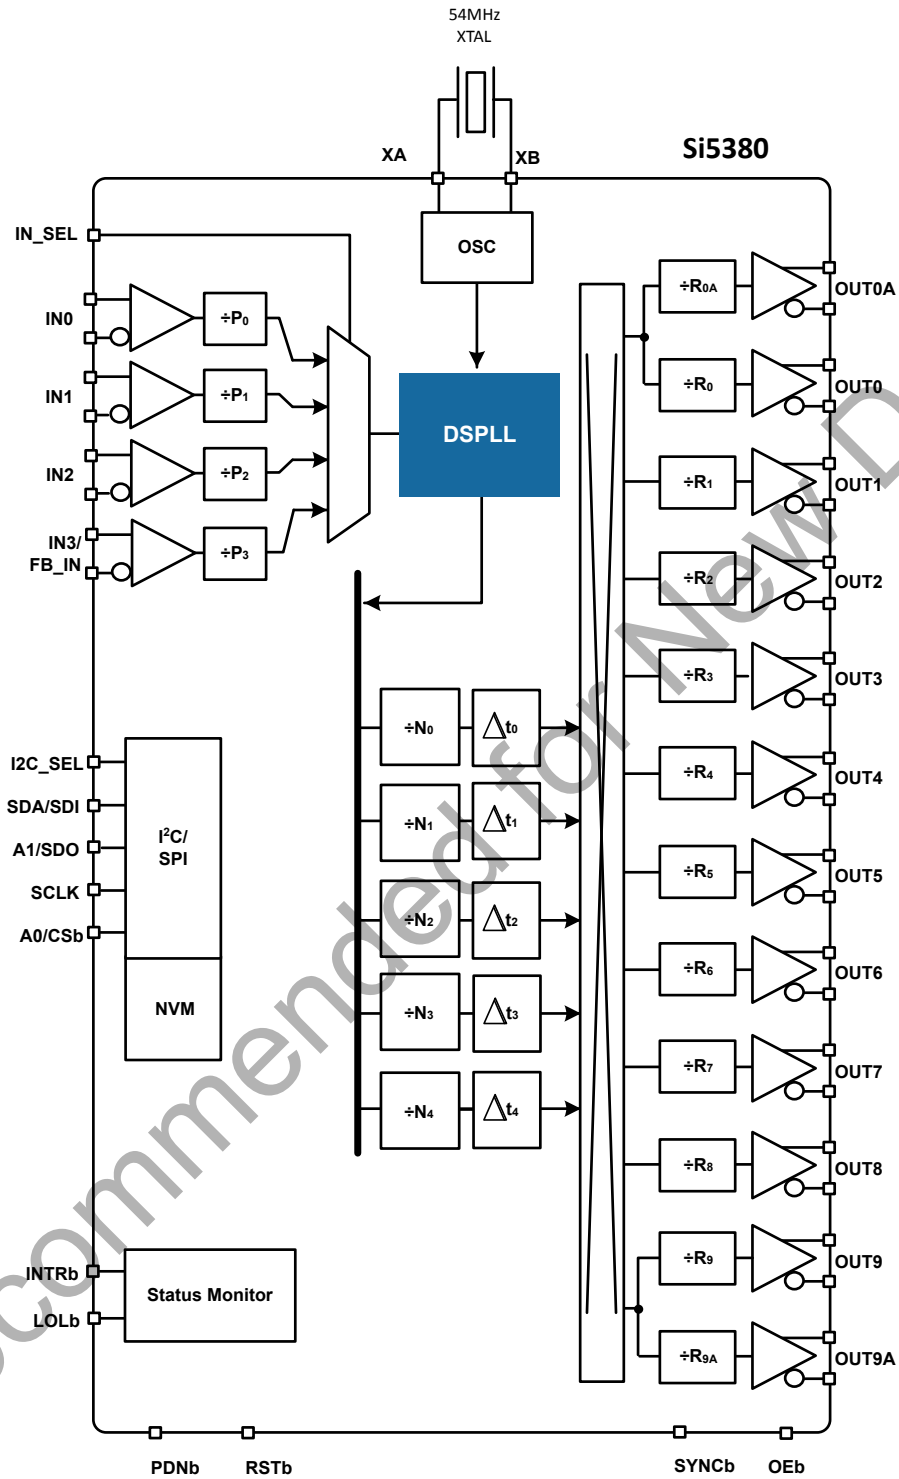 54MHz
XTAL
Si5380
XA
XB
IN_SEL
OSC
IN0
÷P0
IN1
÷P1
IN2
÷P2
IN3/
FB_IN
÷P3
DSPLL
÷R0A
OUT0A
÷R0
OUT0
÷R1
OUT1
÷R2
OUT2
÷R3
OUT3
÷R4
OUT4
÷R5
OUT5
÷R6
OUT6
÷R7
OUT7
÷R8
OUT8
÷R9
OUT9
÷R9A
OUT9A
÷N0
Δt0
÷N1
Δt1
÷N2
Δt2
÷N3
Δt3
÷N4
Δt4
I2C_SEL
SDA/SDI
A1/SDO
SCLK
A0/CSb
I²C/
SPI
NVM
INTRb
LOLb
Status Monitor
PDNb
RSTb
SYNCb
OEb
commended for New D